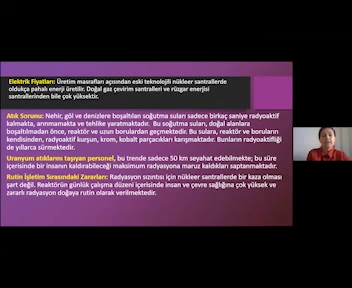 Elektrik Fiyatları: Üretim masrafları açısından eski teknolojili nükleer santrallerde
oldukça pahalı enerji üretilir. Doğal gaz çevirim santralleri ve rüzgar enerjisi
santrallerinden bile çok yüksektir.
Atık Sorunu: Nehir, göl ve denizlere boşaltılan soğutma suları sadece birkaç saniye radyoaktif
kalmakta, arınmamakta ve tehlike yaratmaktadır. Bu soğutma suları, doğal alanlara
boşaltılmadan önce, reaktör ve uzun borulardan geçmektedir. Bu sulara, reaktör ve boruların
kendisinden, radyoaktif kurşun, krom, kobalt parçacıkları karışmaktadır. Bunların radyoaktifliği
de yıllarca sürmektedir.
Uranyum atıklarını taşıyan personel, bu trende sadece 50 km seyahat edebilmekte; bu süre
içerisinde bir insanın kaldırabileceği maksimum radyasyona maruz kaldıkları saptanmaktadır.
Rutin İşletim Sırasındaki Zararları: Radyasyon sızıntısı için nükleer santrallerde bir kaza olması
şart değil. Reaktörün günlük çalışma düzeni içerisinde insan ve çevre sağlığına çok yüksek ve
zararlı radyasyon doğaya rutin olarak verilmektedir.